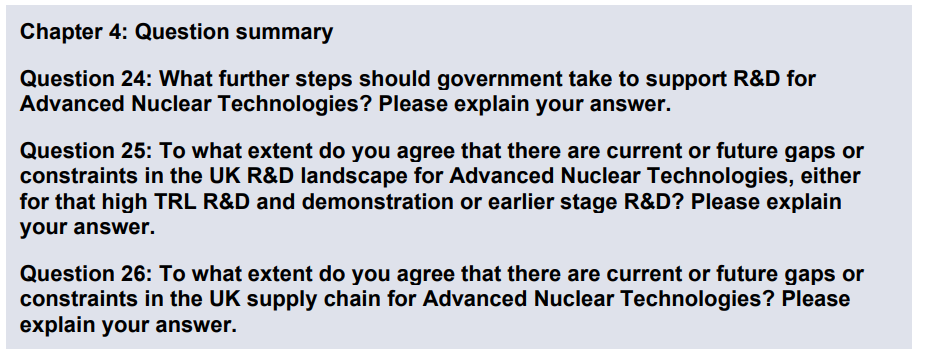 Chapter 4: Question summary
Question 24: What further steps should government take to support R&D for
Advanced Nuclear Technologies? Please explain your answer.
Question 25: To what extent do you agree that there are current or future gaps or
constraints in the UK R&D landscape for Advanced Nuclear Technologies, either
for that high TRL R&D and demonstration or earlier stage R&D? Please explain
your answer.
Question 26: To what extent do you agree that there are current or future gaps or
constraints in the UK supply chain for Advanced Nuclear Technologies? Please
explain your answer.